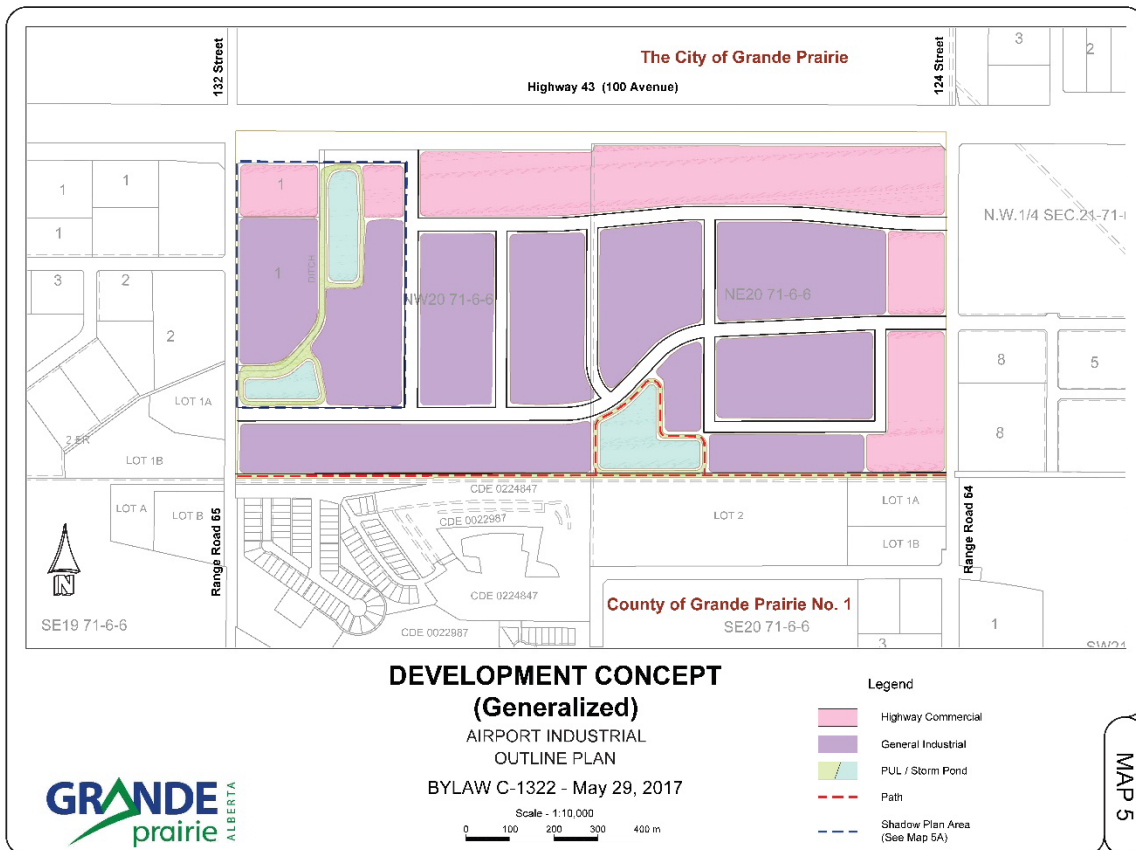 The City of Grande Prairie
Highway 43 (100 Avenue)
132 Street
124 Street
3
2
1
1
1
1
N.W.1/4 SEC.21-71-
3
2
2
1
DITCH
NW20 71-6-6
NE20 71-6-6
8
5
8
LOT 1A
2 ER
LOT 1B
LOT A
LOT B
Range Road 65
CDE 0224847
CDE 0022987
CDE 0224847
CDE 0022987
LOT 2
LOT 1A
LOT 1B
Range Road 64
N
SE19 71-6-6
County of Grande Prairie No. 1
SE20 71-6-6
3
1
SW21
DEVELOPMENT CONCEPT
(Generalized)
AIRPORT INDUSTRIAL
OUTLINE PLAN
BYLAW C-1322 - May 29, 2017
Scale - 1:10,000
0 100 200 300 400 m
Legend
Highway Commercial
General Industrial
PUL / Storm Pond
Path
Shadow Plan Area
(See Map 5A)
MAP 5
GRANDE
prairie
ALBERTA